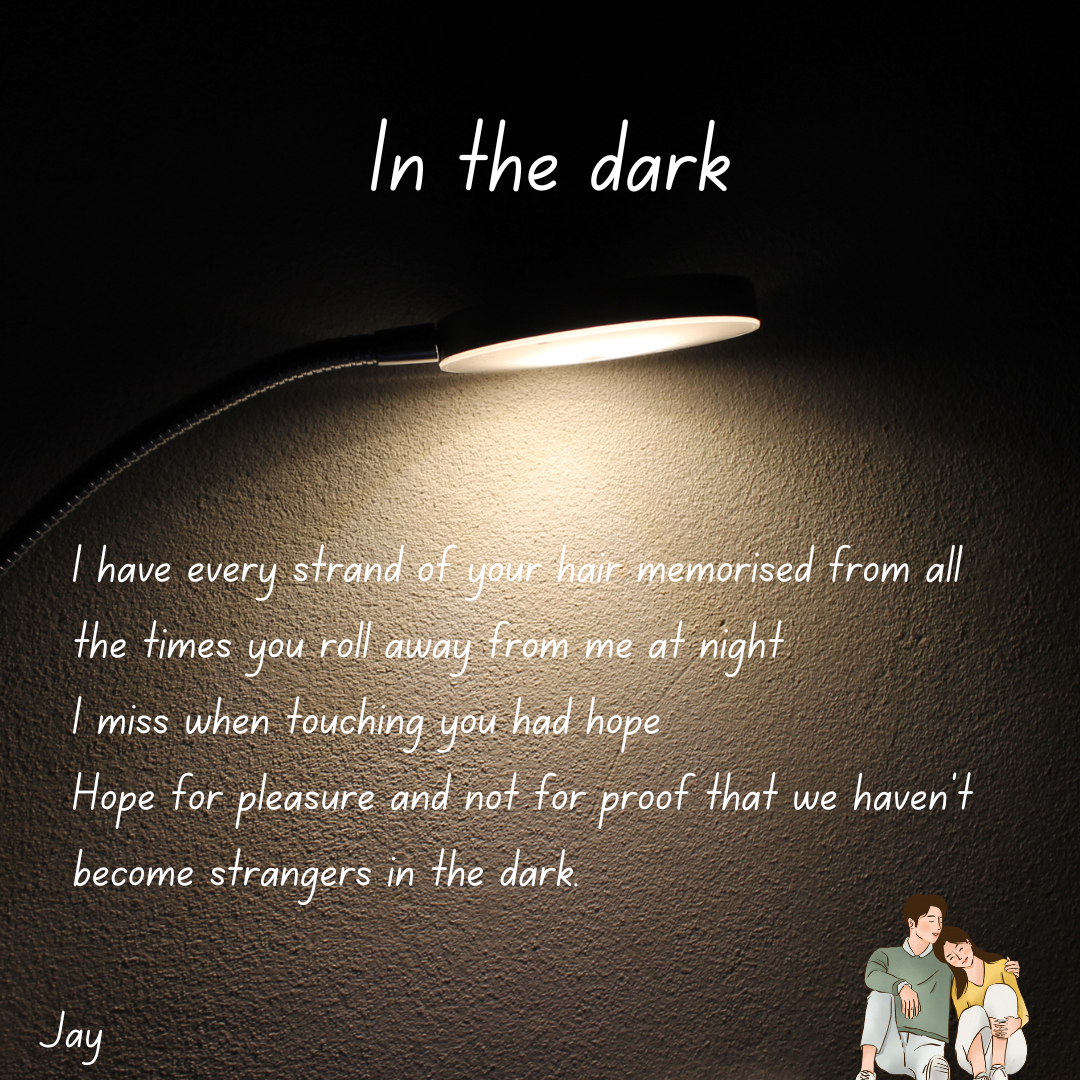 In the dark
I have every strand of your hair memorised from all
the times you roll away from me at night
I miss when touching you had hope
Hope for pleasure and not for proof that we haven't
become strangers in the dark.
Jay